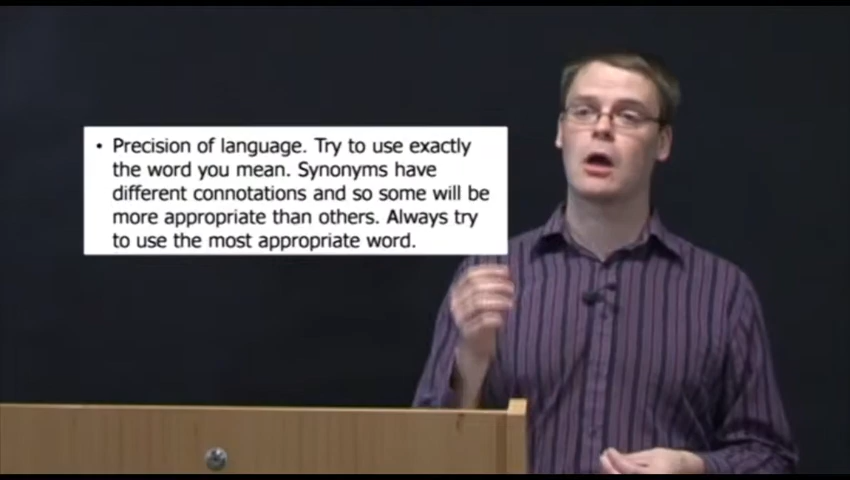 • Precision of language. Try to use exactly
the word you mean. Synonyms have
different connotations and so some will be
more appropriate than others. Always try
to use the most appropriate word.